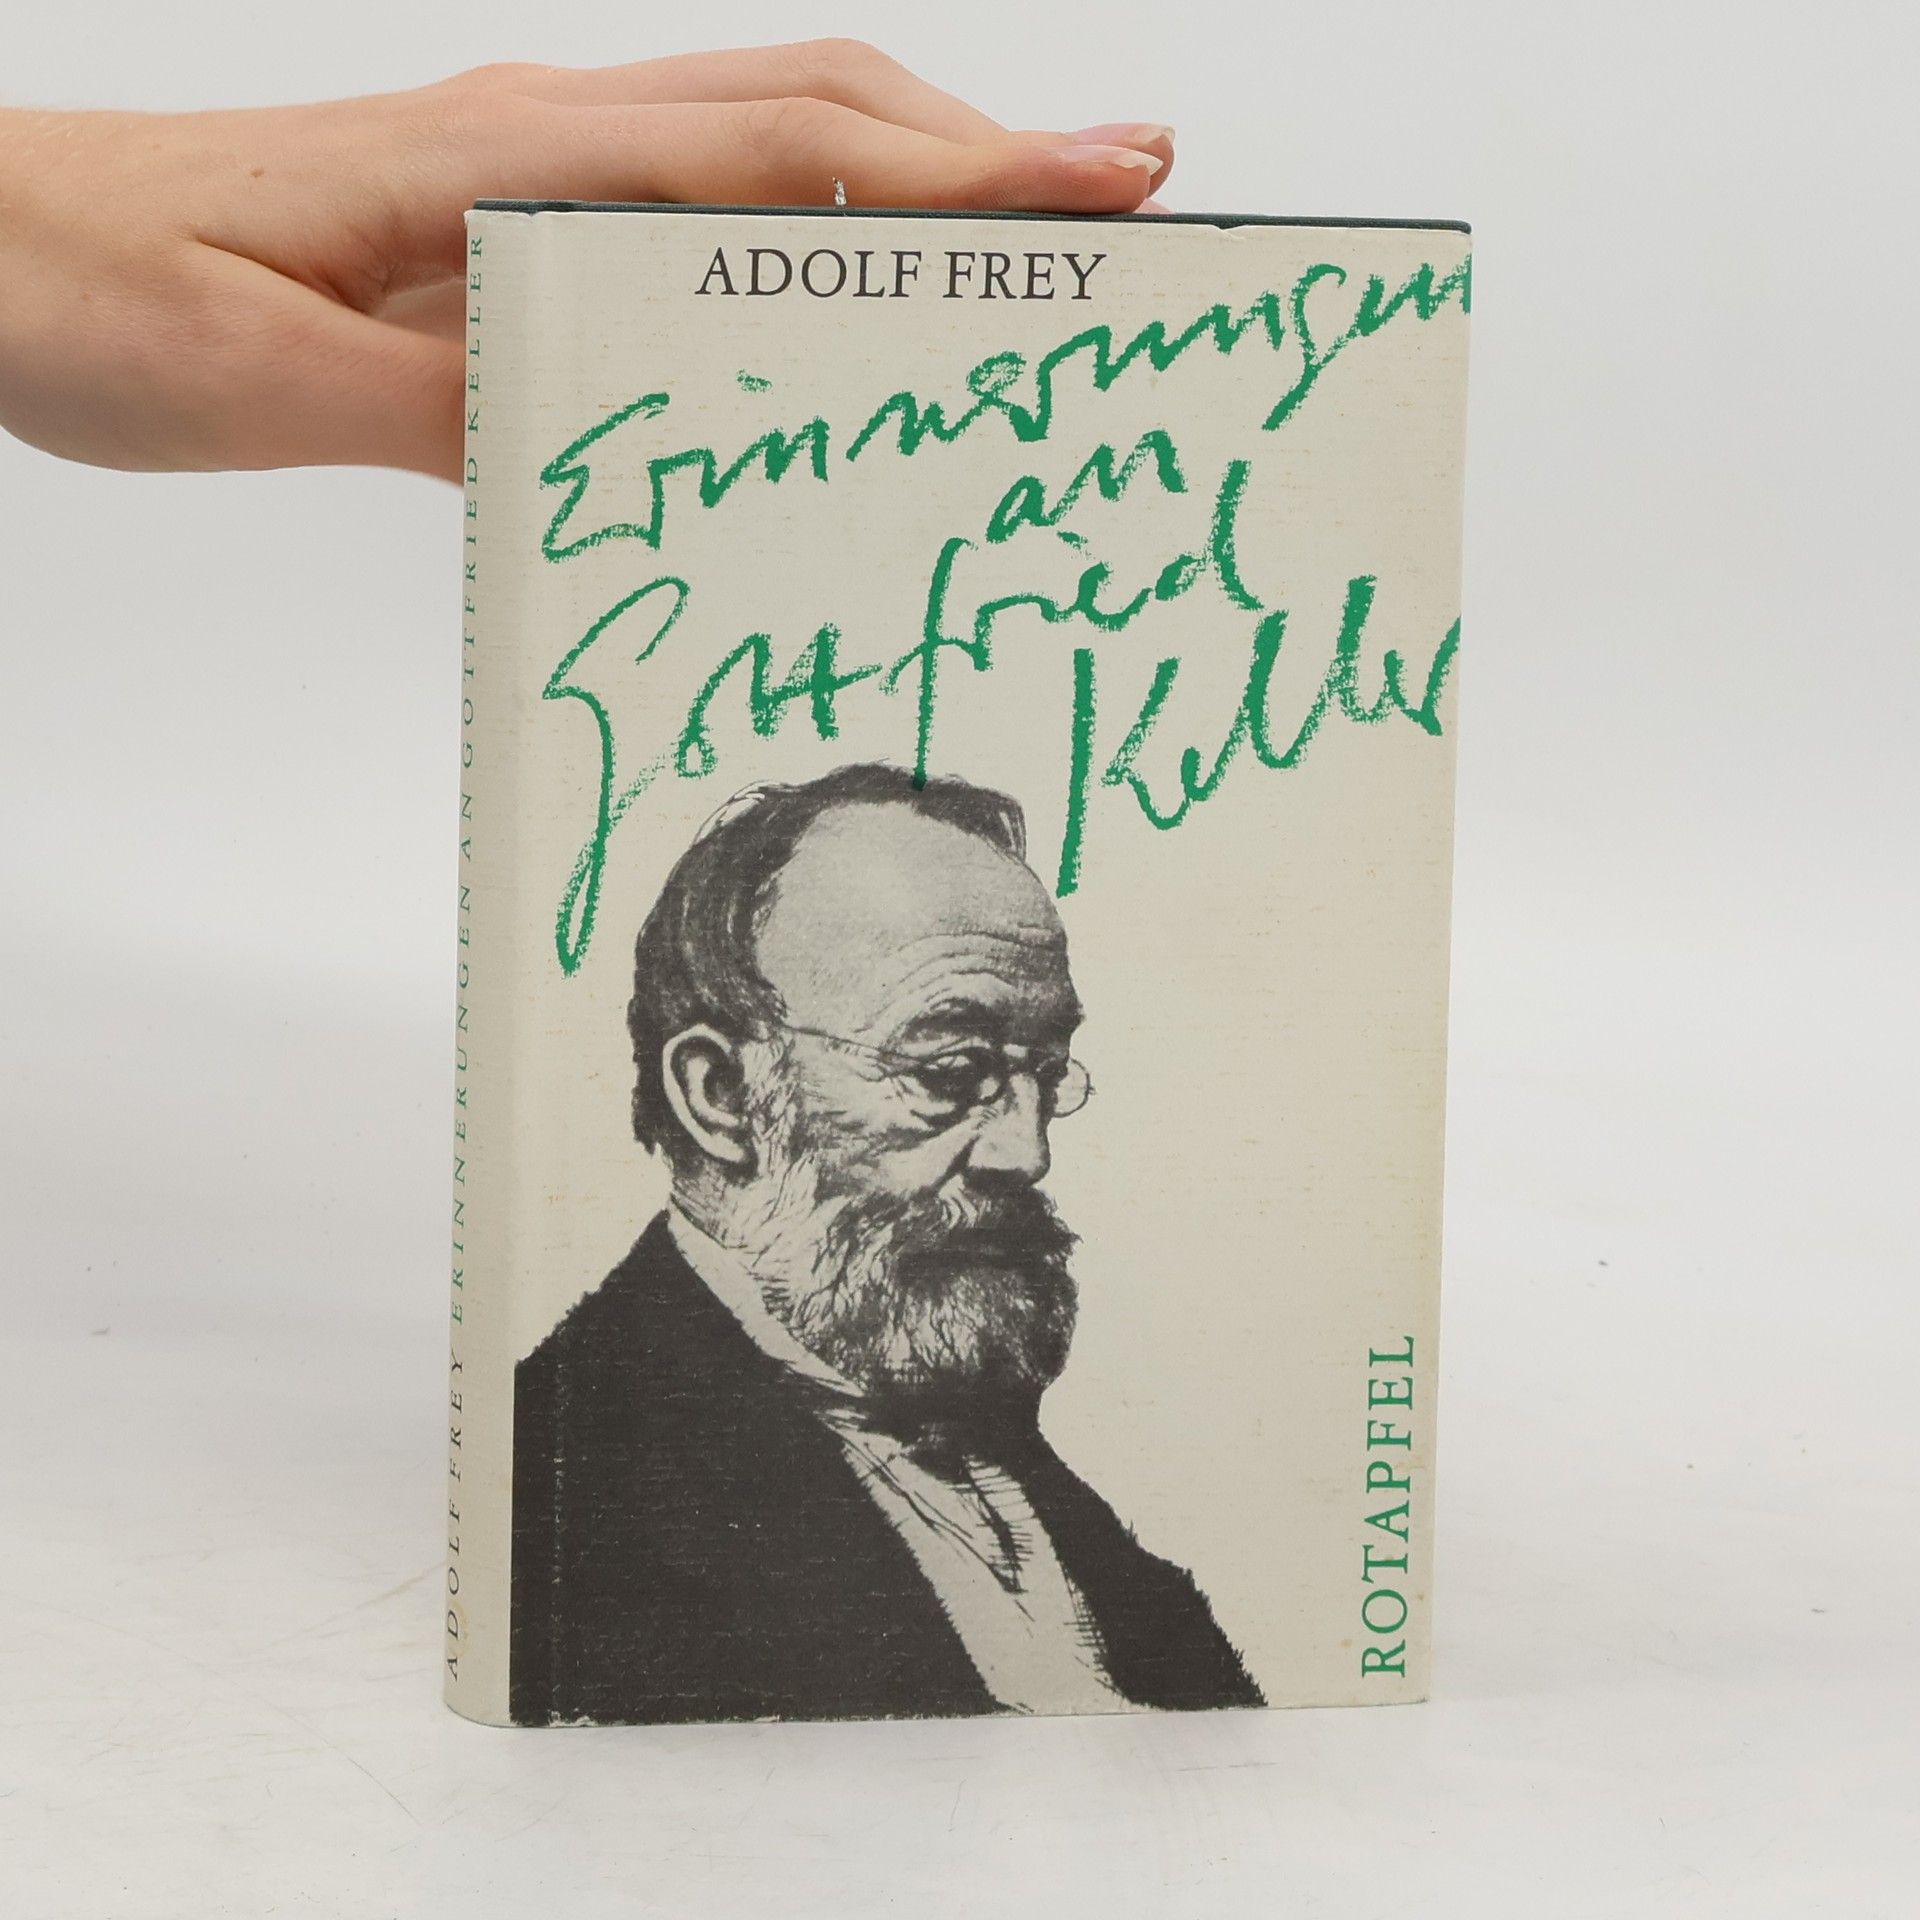 ADOLF FREY
Erinnerungen
an
Gottfried
Keller
ROTAPFEL
ADOLF FREY ERINNERUNGEN AN GOTTFRIED KELLER